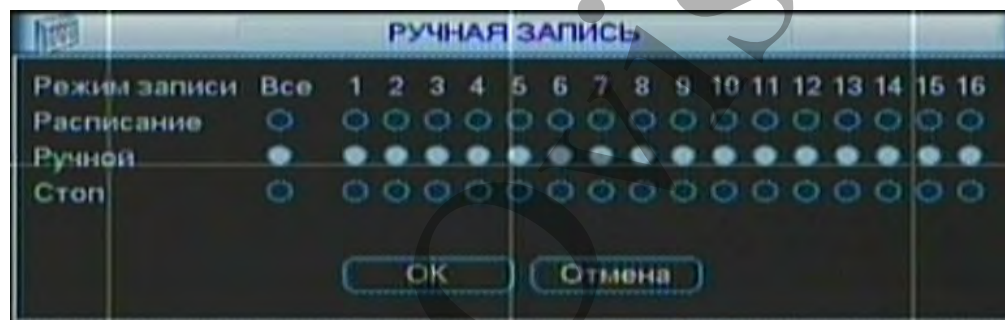 РУЧНАЯ ЗАПИСЬ
Режим записи Все 1 2 3 4 5 6 7 8 9 10 11 12 13 14 15 16
Расписание
Ручной
Стоп
ОК Отмена